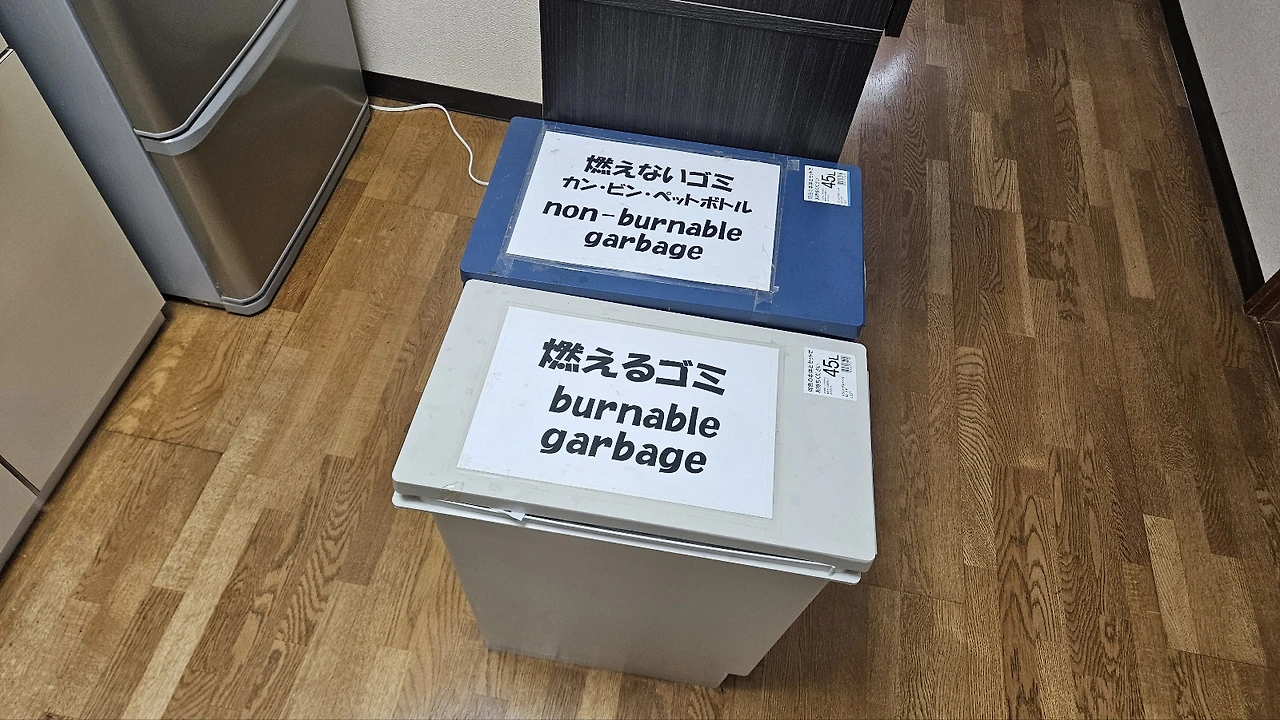 燃えないゴミ
カン・ビン・ペットボトル
non-burnable
garbage
45L
燃えるゴミ
burnable
garbage
45L